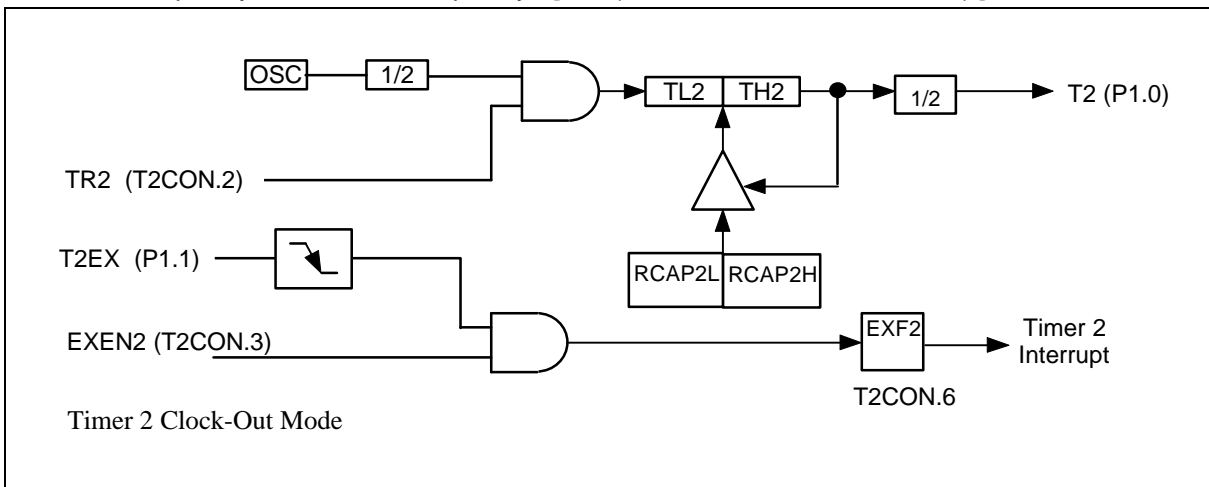 OSC 1/2 TL2 TH2 1/2 T2 (P1.0)
TR2 (T2CON.2)
T2EX (P1.1)
RCAP2L RCAP2H
EXEN2 (T2CON.3) EXF2 Timer 2
Interrupt
T2CON.6
Timer 2 Clock-Out Mode